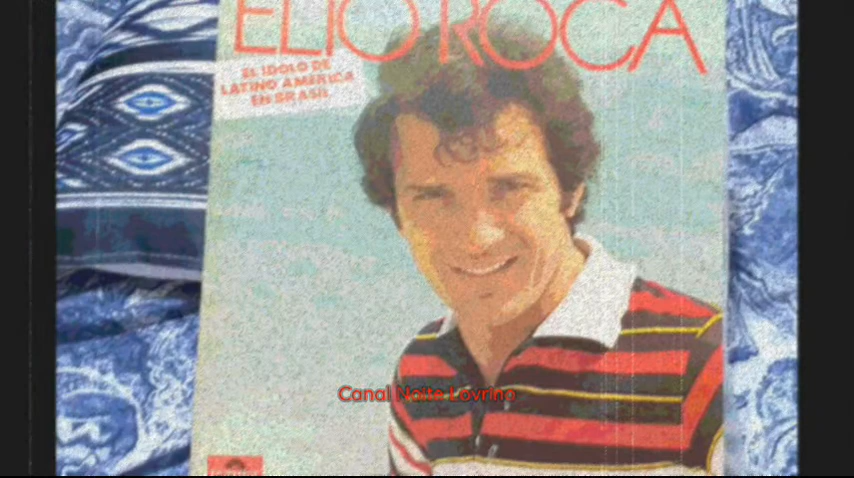 ELIO ROCA
EL IDOLO DE
LATINO AMERICA
EN BRASIL
Canal Noite Lovrino